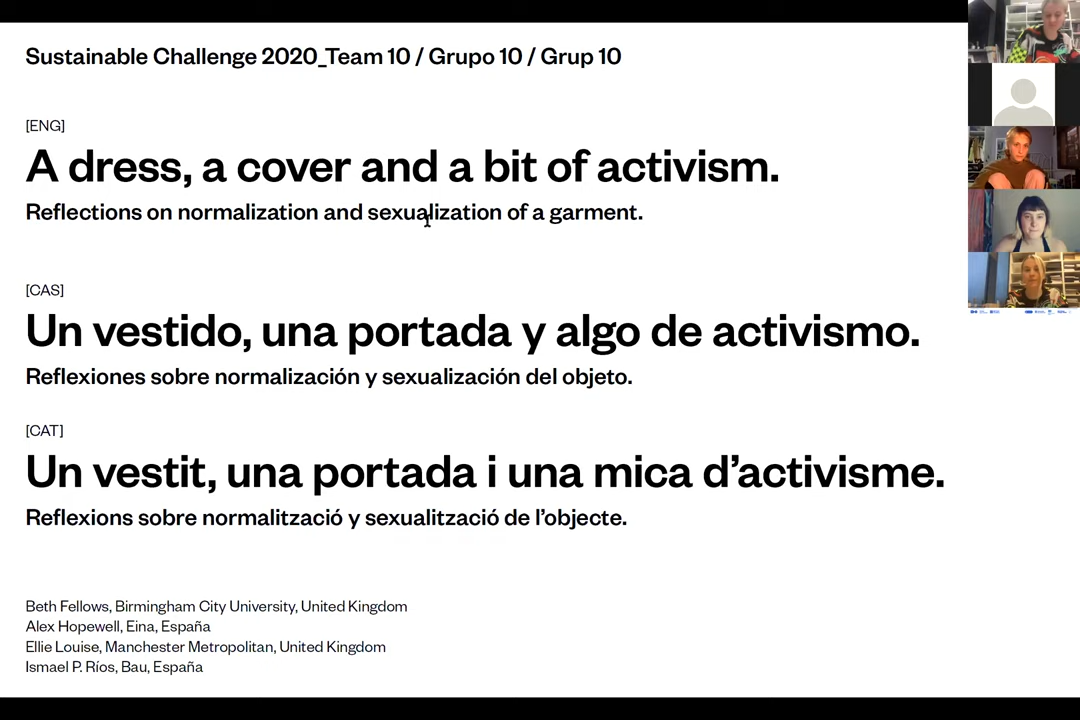 Sustainable Challenge 2020_Team 10 / Grupo 10 / Grup 10
[ENG]
A dress, a cover and a bit of activism.
Reflections on normalization and sexualization of a garment.
[CAS]
Un vestido, una portada y algo de activismo.
Reflexiones sobre normalización y sexualización del objeto.
[CAT]
Un vestit, una portada i una mica d’activisme.
Reflexions sobre normalització y sexualització de l’objecte.
Beth Fellows, Birmingham City University, United Kingdom
Alex Hopewell, Eina, España
Ellie Louise, Manchester Metropolitan, United Kingdom
Ismael P. Ríos, Bau, España